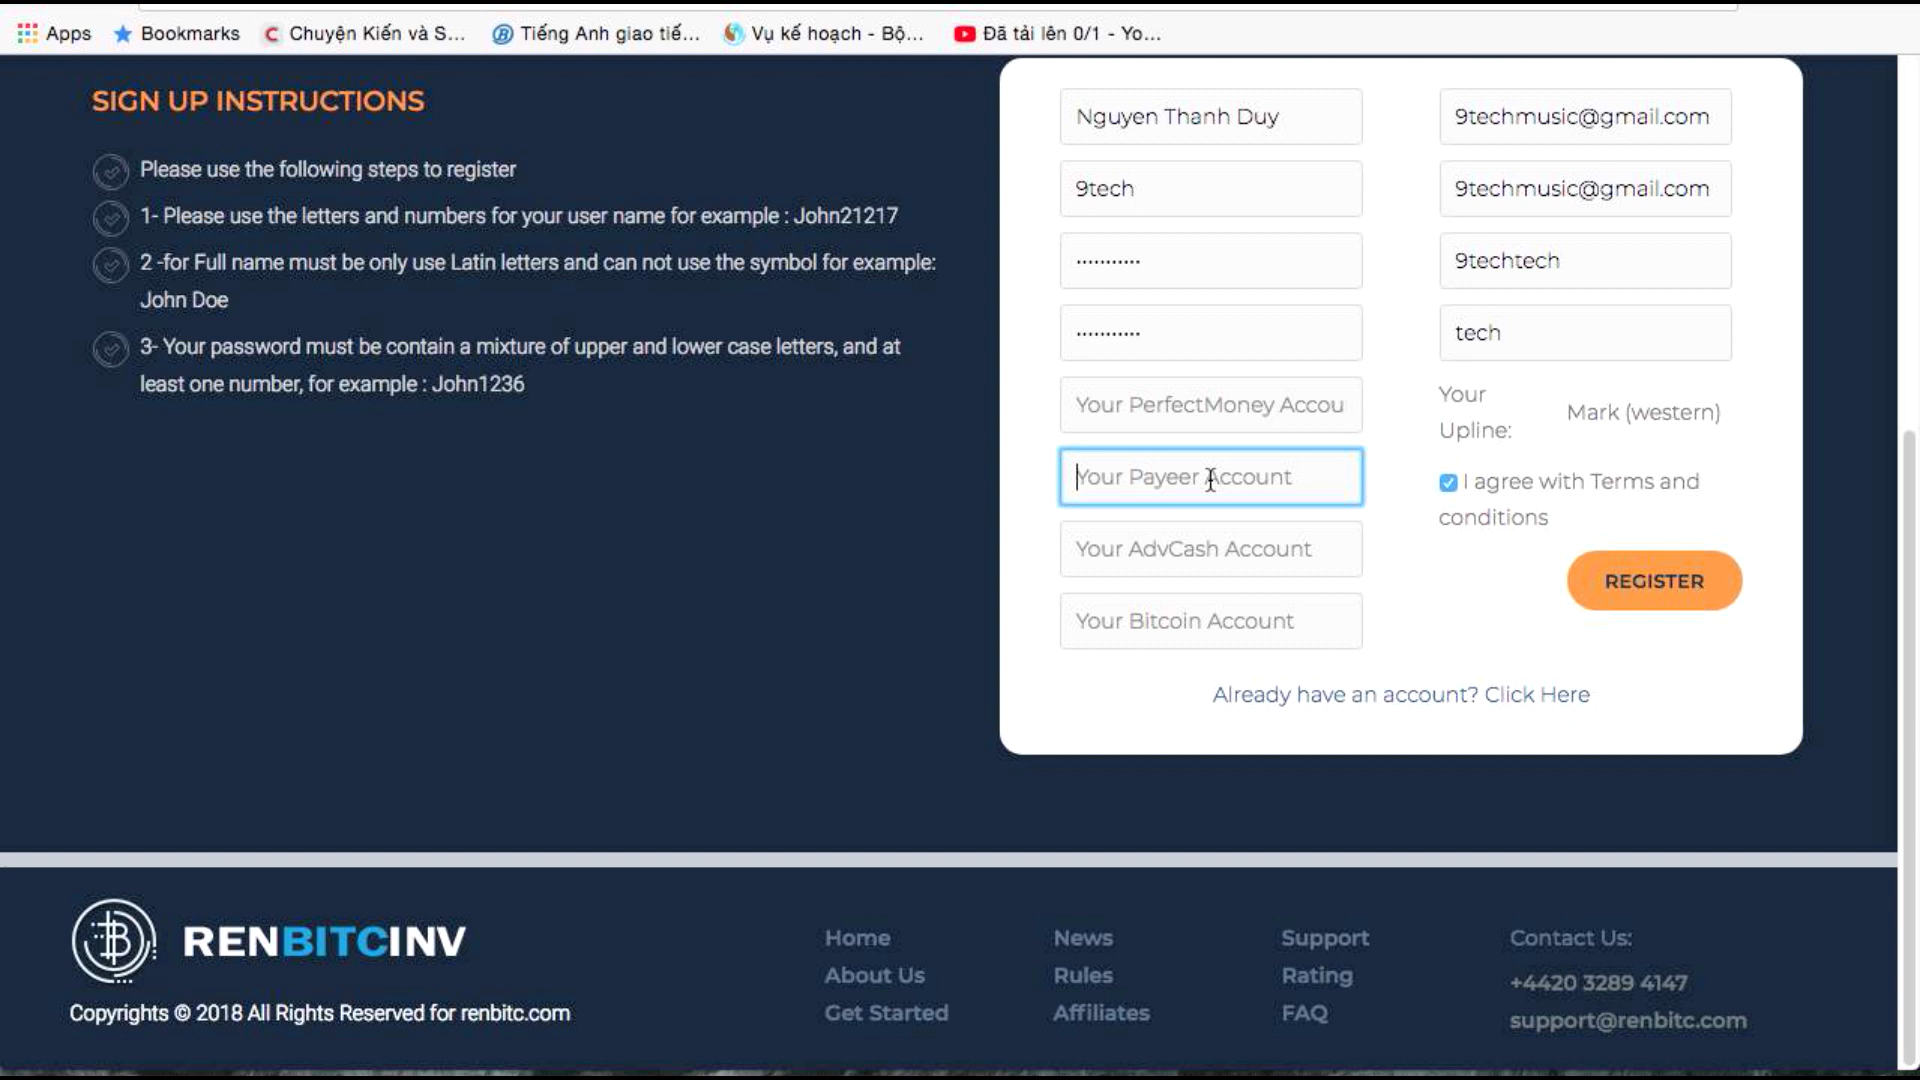 Apps Bookmarks Chuyện Kiến và S... Tiếng Anh giao tiế... Vụ kế hoạch - Bộ... Đã tải lên 0/1 - Yo...
SIGN UP INSTRUCTIONS
Please use the following steps to register
1- Please use the letters and numbers for your user name for example : John21217
2 -for Full name must be only use Latin letters and can not use the symbol for example:
John Doe
3- Your password must be contain a mixture of upper and lower case letters, and at
least one number, for example : John1236
Nguyen Thanh Duy
9tech
...........
...........
Your PerfectMoney Accou
Your Payeer Account
Your AdvCash Account
Your Bitcoin Account
9techmusic@gmail.com
9techmusic@gmail.com
9techtech
tech
Your
Upline:
Mark (western)
I agree with Terms and
conditions
REGISTER
Already have an account? Click Here
RENBITCINV
Copyrights © 2018 All Rights Reserved for renbitc.com
Home
About Us
Get Started
News
Rules
Affiliates
Support
Rating
FAQ
Contact Us:
+4420 3289 4147
support@renbitc.com